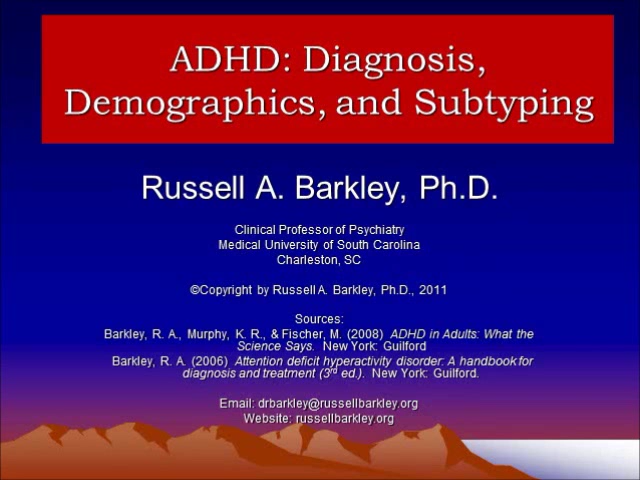 ADHD: Diagnosis,
Demographics, and Subtyping
Russell A. Barkley, Ph.D.
Clinical Professor of Psychiatry
Medical University of South Carolina
Charleston, SC
©Copyright by Russell A. Barkley, Ph.D., 2011
Sources:
Barkley, R. A., Murphy, K. R., & Fischer, M. (2008) ADHD in Adults: What the
Science Says. New York: Guilford
Barkley, R. A. (2006) Attention deficit hyperactivity disorder: A handbook for
diagnosis and treatment (3rd ed.). New York: Guilford.
Email: drbarkley@russellbarkley.org
Website: russellbarkley.org